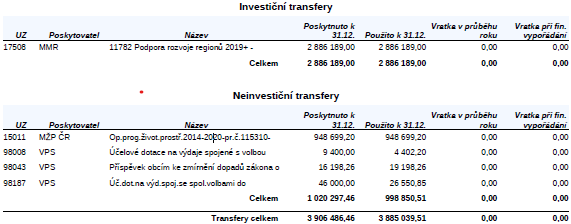 Investiční transfery
UZ Poskytovatel Název Poskytnuto k 31.12. Použito k 31.12. Vratka v průběhu roku Vratka při fin. vypořádání
17508 MMR 11782 Podpora rozvoje regionů 2019+ - 2 886 189,00 2 886 189,00 0,00 0,00
Celkem 2 886 189,00 2 886 189,00 0,00 0,00
Neinvestiční transfery
UZ Poskytovatel Název Poskytnuto k 31.12. Použito k 31.12. Vratka v průběhu roku Vratka při fin. vypořádání
15011 MŽP ČR Op.prog.život.prostř.2014-2020-pr.č.115310- 948 699,20 948 699,20 0,00 0,00
98008 VPS Účelové dotace na výdaje spojené s volbou 9 400,00 4 402,20 0,00 0,00
98043 VPS Příspěvek obcím ke zmírnění dopadů zákona o 16 198,26 19 198,26 0,00 0,00
98187 VPS Úč.dot.na výd.spoj.se spol.volbami do 46 000,00 26 550,85 0,00 0,00
Celkem 1 020 297,46 998 850,51 0,00 0,00
Transfery celkem 3 906 486,46 3 885 039,51 0,00 0,00